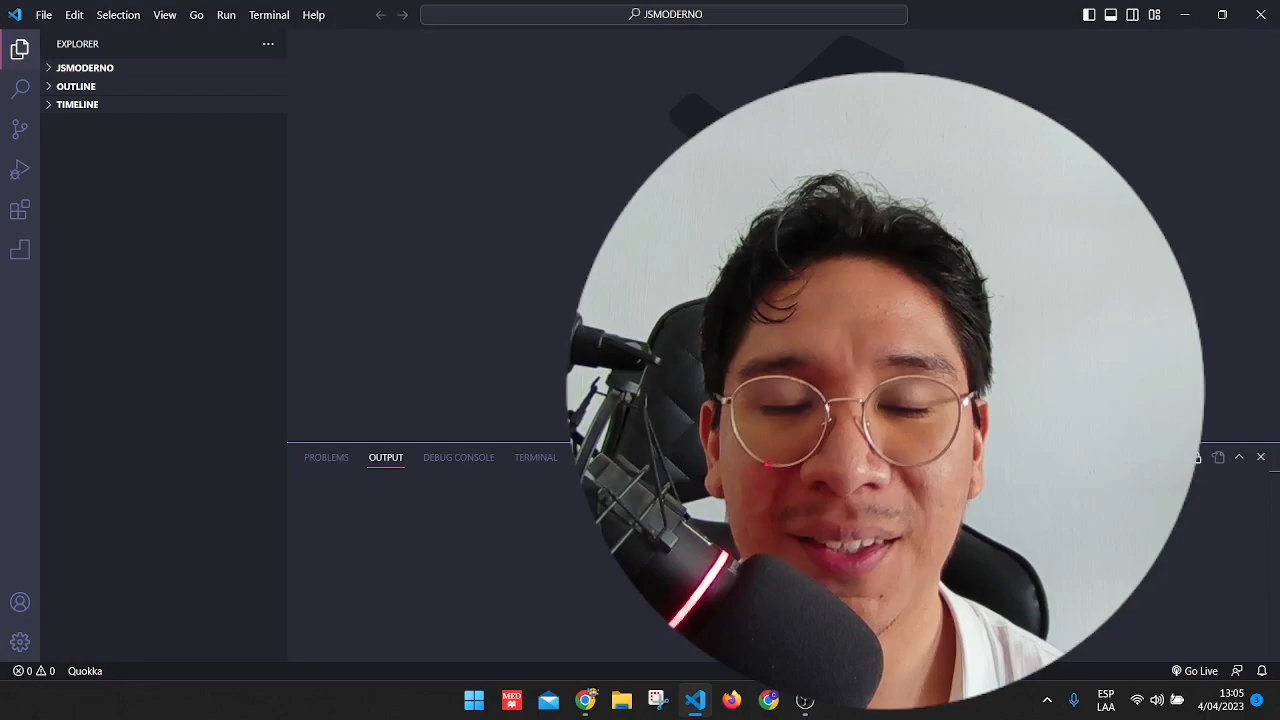 File Edit Selection View Go Run Terminal Help
JSMODERNO
EXPLORER
JSMODERNO
OUTLINE
TIMELINE
PROBLEMS OUTPUT DEBUG CONSOLE TERMINAL
0 0 Quokka
Go Live
MED
ESP
LAA
13:05
4/04/2023